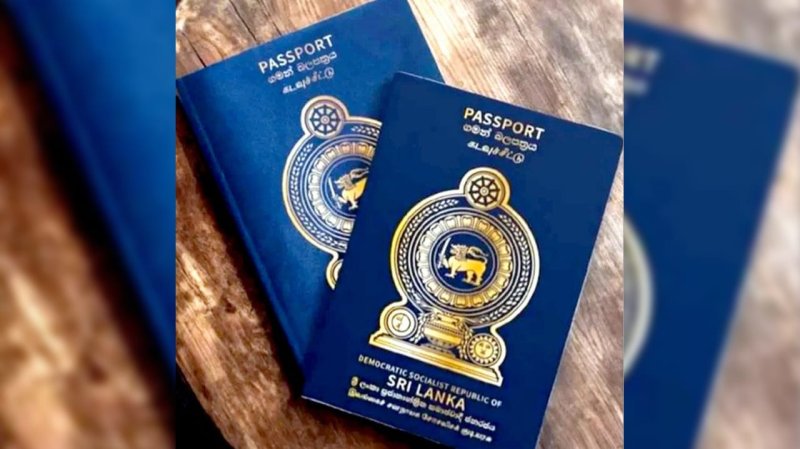 PASSPORT
ගමන් බලපත්‍රය
கடவுச்சீட்டு
PASSPORT
ගමන් බලපත්‍රය
கடவுச்சீட்டு
DEMOCRATIC SOCIALIST REPUBLIC OF
SRI LANKA
ශ්‍රී ලංකා ප්‍රජාතාන්ත්‍රික සමාජවාදී ජනරජය
இலங்கைச் சனநாயக சோசலிசக் குடியரசு